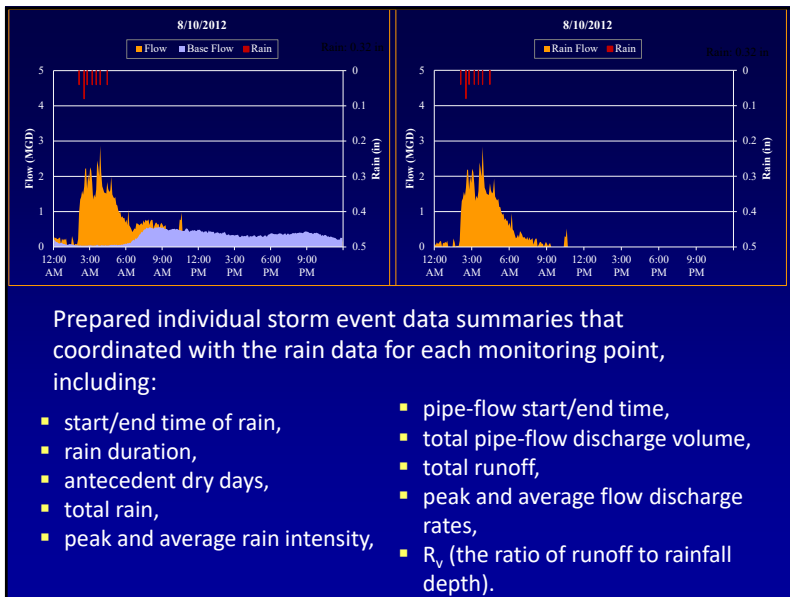 8/10/2012
Flow Base Flow Rain
5
4
3
2
1
0
Flow (MGD)
0
0.1
0.2
0.3
0.4
0.5
Rain (in)
12:00 AM 3:00 AM 6:00 AM 9:00 AM 12:00 PM 3:00 PM 6:00 PM 9:00 PM
8/10/2012
Rain Flow Rain
5
4
3
2
1
0
Flow (MGD)
0
0.1
0.2
0.3
0.4
0.5
Rain (in)
12:00 AM 3:00 AM 6:00 AM 9:00 AM 12:00 PM 3:00 PM 6:00 PM 9:00 PM
Prepared individual storm event data summaries that
coordinated with the rain data for each monitoring point,
including:
▪ start/end time of rain,
▪ rain duration,
▪ antecedent dry days,
▪ total rain,
▪ peak and average rain intensity,
▪ pipe-flow start/end time,
▪ total pipe-flow discharge volume,
▪ total runoff,
▪ peak and average flow discharge
rates,
▪ Rv (the ratio of runoff to rainfall
depth).